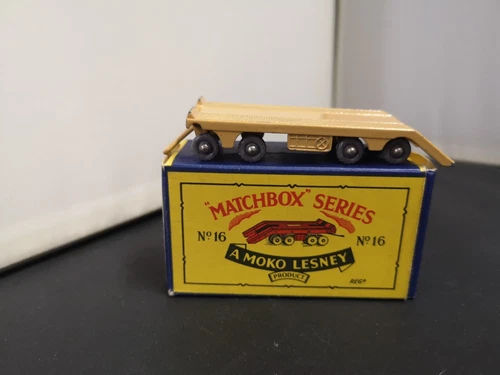 "MATCHBOX" SERIES
Nº16 Nº16
A MOKO LESNEY
PRODUCT
REGD